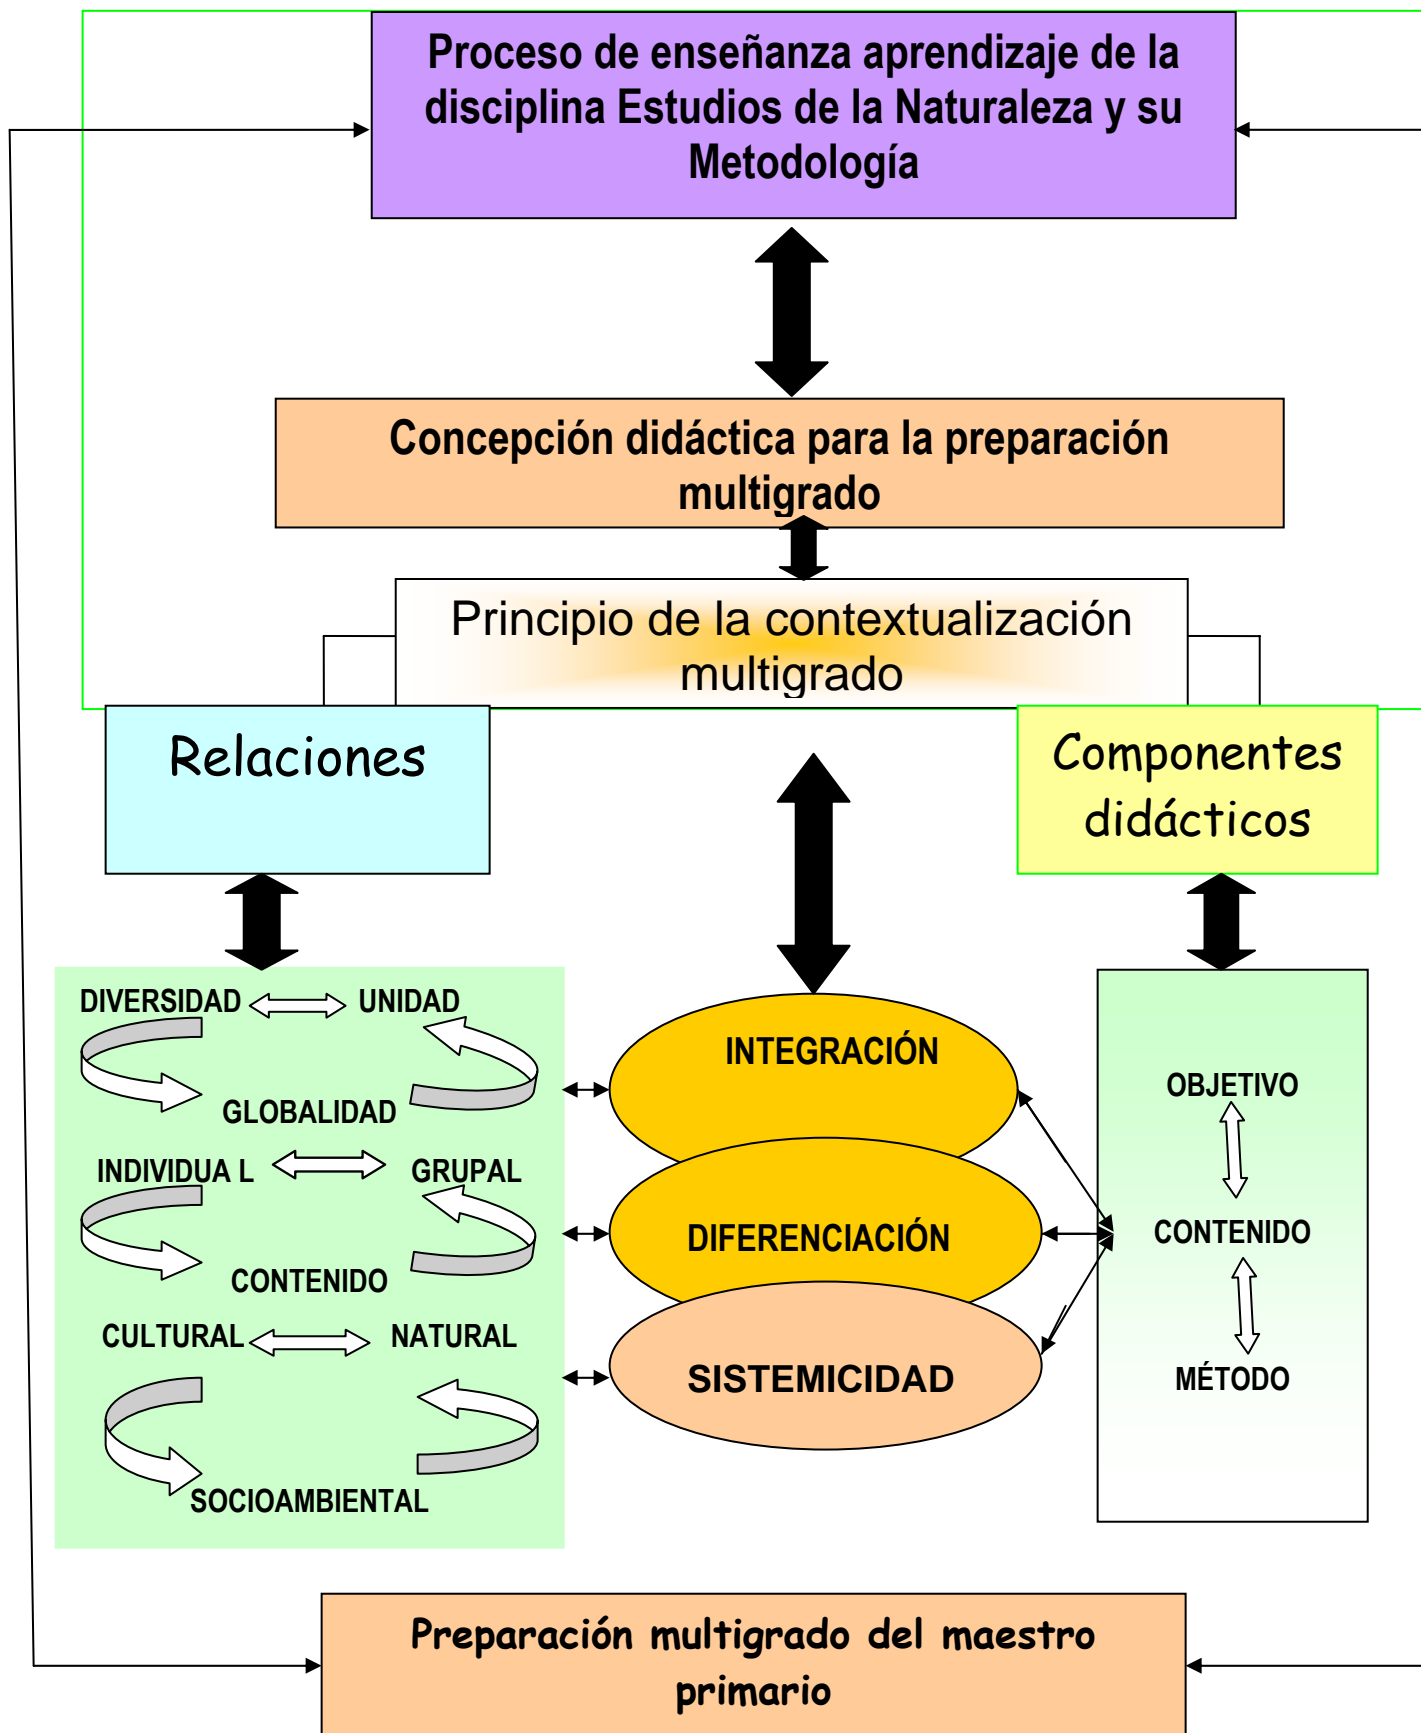 Proceso de enseñanza aprendizaje de la
disciplina Estudios de la Naturaleza y su
Metodología
Concepción didáctica para la preparación
multigrado
Principio de la contextualización
multigrado
Relaciones
Componentes
didácticos
DIVERSIDAD UNIDAD
GLOBALIDAD
INDIVIDUA L GRUPAL
CONTENIDO
CULTURAL NATURAL
SOCIOAMBIENTAL
INTEGRACIÓN
DIFERENCIACIÓN
SISTEMICIDAD
OBJETIVO
CONTENIDO
MÉTODO
Preparación multigrado del maestro
primario